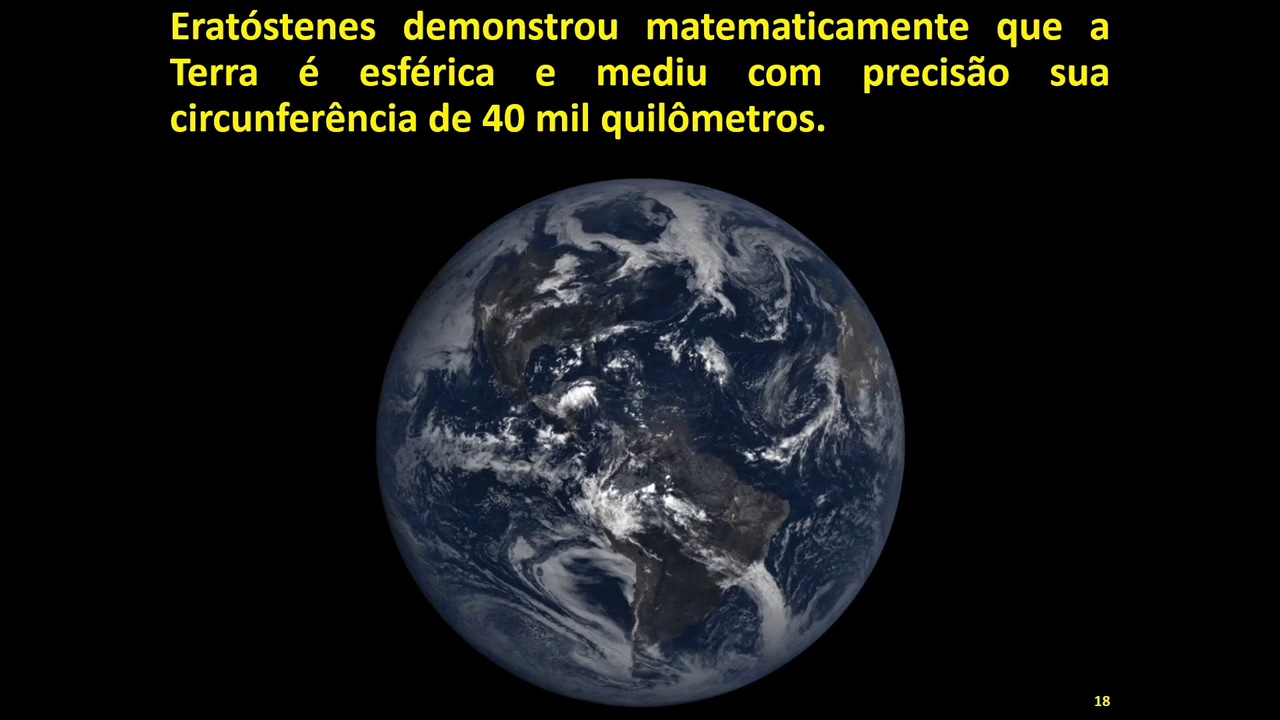 Eratóstenes demonstrou matematicamente que a
Terra é esférica e mediu com precisão sua
circunferência de 40 mil quilômetros.
18